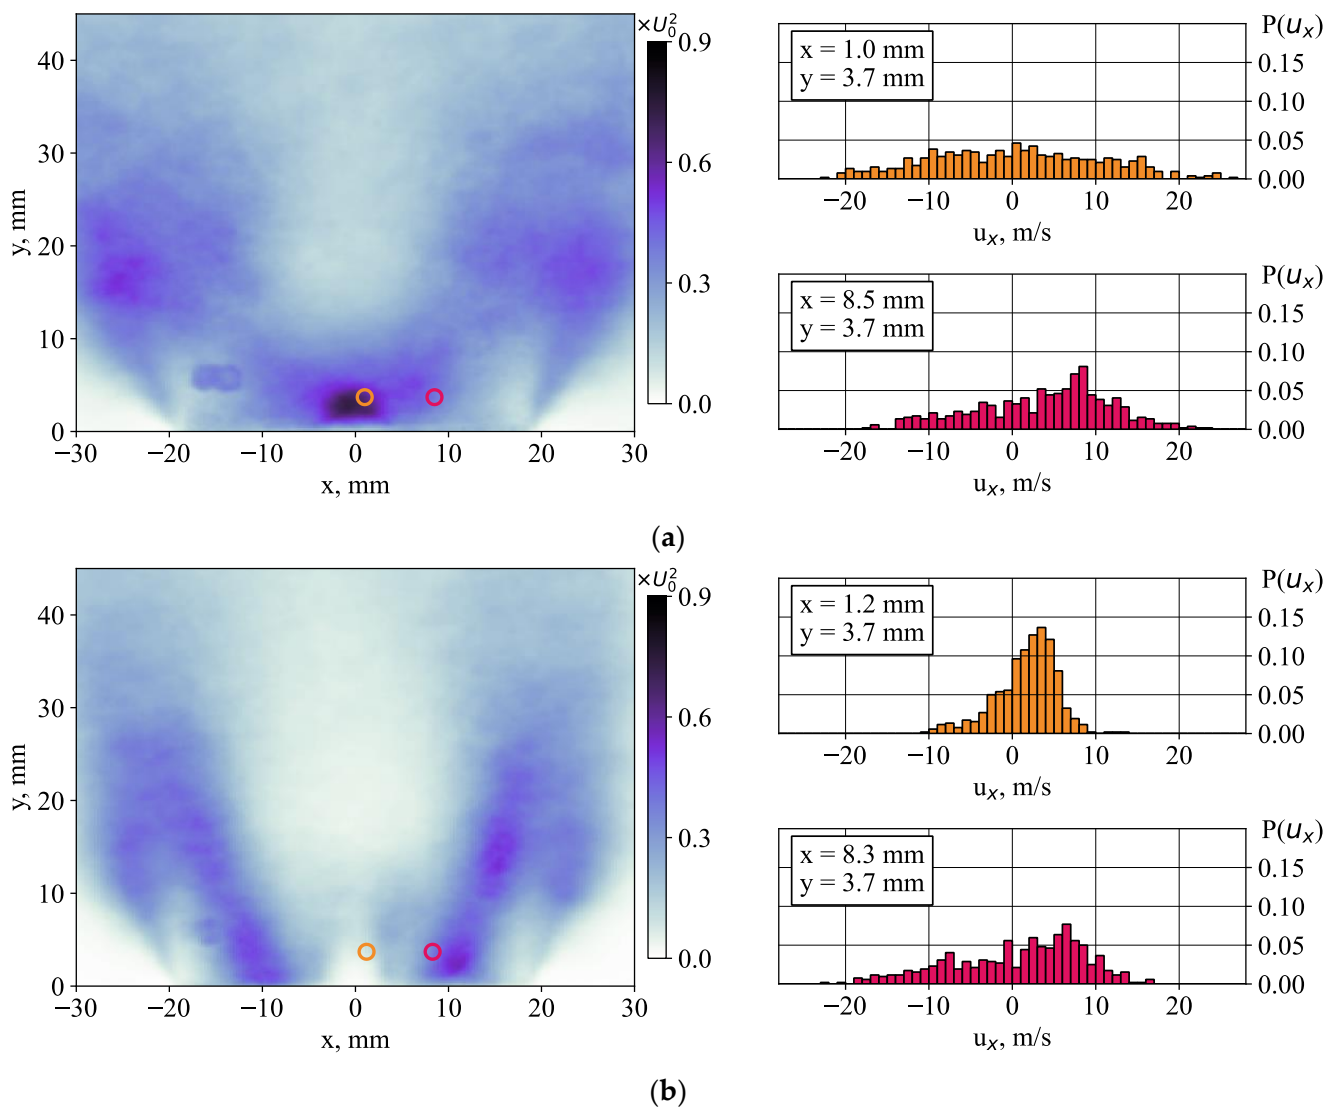 ×U₀²
0.9
0.6
0.3
0.0
40
30
20
10
0
y, mm
−30 −20 −10 0 10 20 30
x, mm
P(uₓ)
x = 1.0 mm
y = 3.7 mm
0.15
0.10
0.05
0.00
−20 −10 0 10 20
uₓ, m/s
P(uₓ)
x = 8.5 mm
y = 3.7 mm
0.15
0.10
0.05
0.00
−20 −10 0 10 20
uₓ, m/s
(a)
×U₀²
0.9
0.6
0.3
0.0
40
30
20
10
0
y, mm
−30 −20 −10 0 10 20 30
x, mm
P(uₓ)
x = 1.2 mm
y = 3.7 mm
0.15
0.10
0.05
0.00
−20 −10 0 10 20
uₓ, m/s
P(uₓ)
x = 8.3 mm
y = 3.7 mm
0.15
0.10
0.05
0.00
−20 −10 0 10 20
uₓ, m/s
(b)